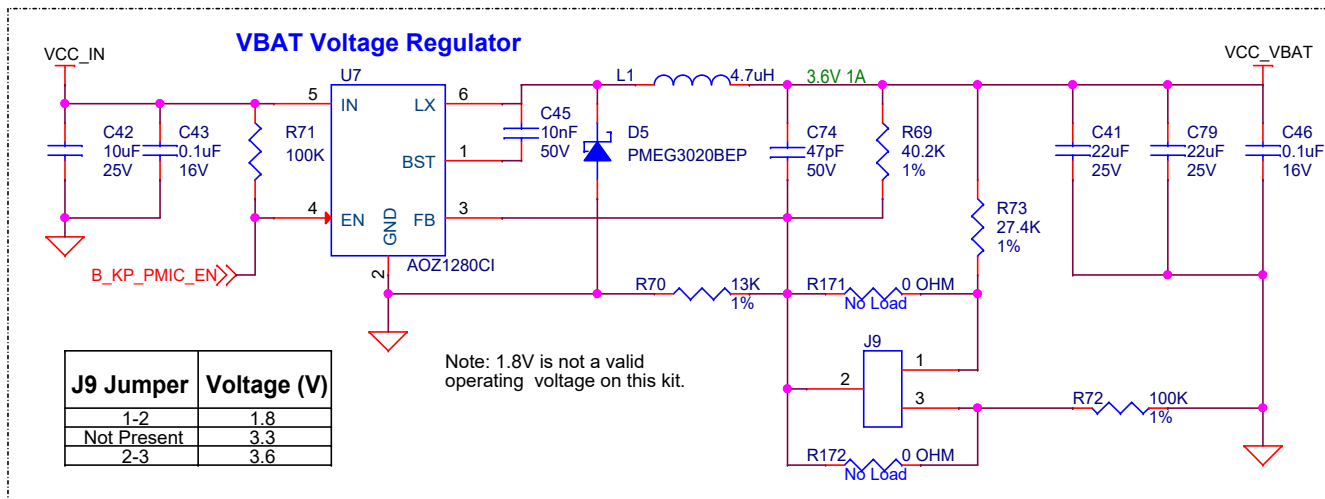 VBAT Voltage Regulator
VCC_IN
VCC_VBAT
U7
5
IN
LX
6
BST
1
4
EN
GND
FB
3
2
AOZ1280CI
C42
10uF
25V
C43
0.1uF
16V
R71
100K
B_KP_PMIC_EN
C45
10nF
50V
D5
PMEG3020BEP
L1
4.7uH
3.6V 1A
C74
47pF
50V
R69
40.2K
1%
R73
27.4K
1%
C41
22uF
25V
C79
22uF
25V
C46
0.1uF
16V
R70
13K
1%
R171
0 OHM
No Load
J9
1
2
3
R72
100K
1%
R172
0 OHM
No Load
Note: 1.8V is not a valid
operating voltage on this kit.
J9 Jumper Voltage (V)
1-2 1.8
Not Present 3.3
2-3 3.6